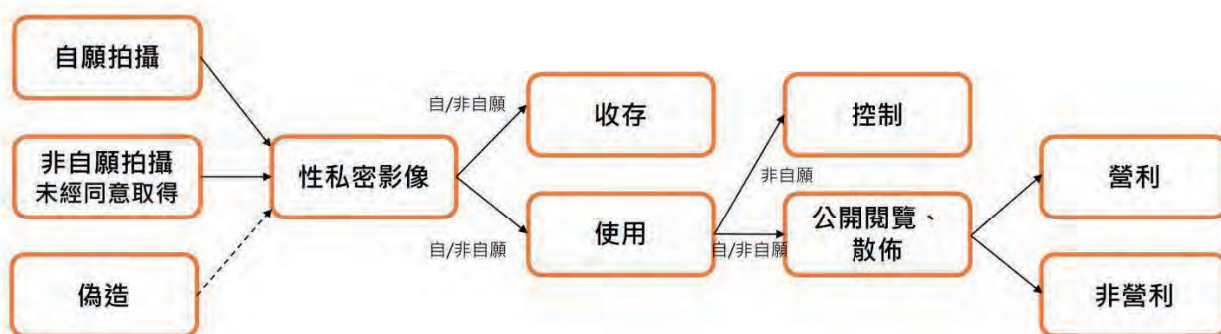 自願拍攝
非自願拍攝
未經同意取得
偽造
性私密影像
自/非自願
自/非自願
收存
使用
非自願
自/非自願
控制
公開閱覽、
散佈
營利
非營利